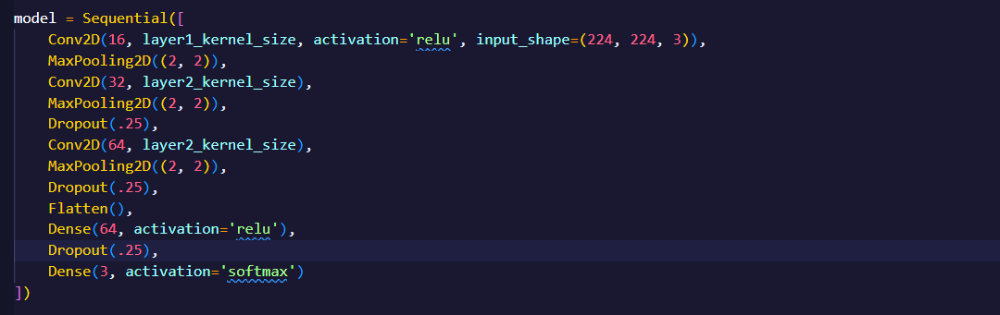 model = Sequential([
    Conv2D(16, layer1_kernel_size, activation='relu', input_shape=(224, 224, 3)),
    MaxPooling2D((2, 2)),
    Conv2D(32, layer2_kernel_size),
    MaxPooling2D((2, 2)),
    Dropout(.25),
    Conv2D(64, layer2_kernel_size),
    MaxPooling2D((2, 2)),
    Dropout(.25),
    Flatten(),
    Dense(64, activation='relu'),
    Dropout(.25),
    Dense(3, activation='softmax')
])